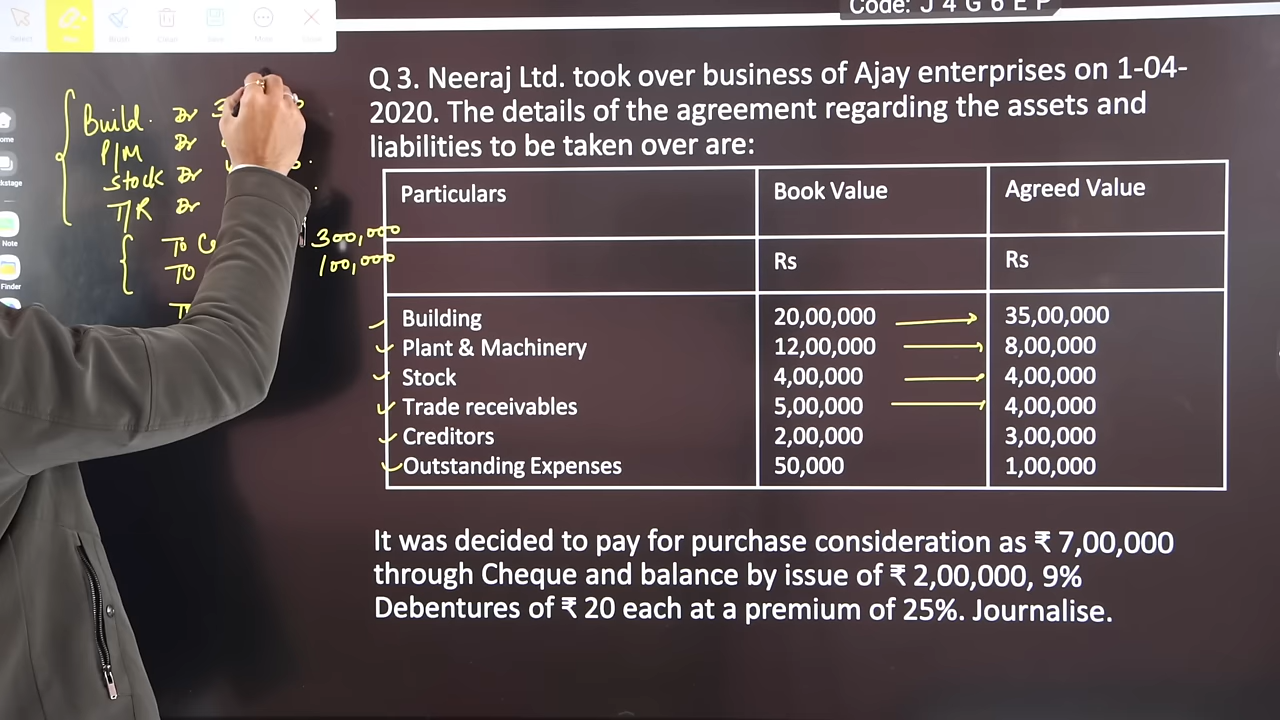 Code: J 4 G 6 E P
Select
Brush
More
Q 3. Neeraj Ltd. took over business of Ajay enterprises on 1-04-
2020. The details of the agreement regarding the assets and
liabilities to be taken over are:
Particulars Book Value Agreed Value
Rs Rs
Building 20,00,000 35,00,000
Plant & Machinery 12,00,000 8,00,000
Stock 4,00,000 4,00,000
Trade receivables 5,00,000 4,00,000
Creditors 2,00,000 3,00,000
Outstanding Expenses 50,000 1,00,000
It was decided to pay for purchase consideration as ₹ 7,00,000
through Cheque and balance by issue of ₹ 2,00,000, 9%
Debentures of ₹ 20 each at a premium of 25%. Journalise.
Build. Dr
P/M Dr
Stock Dr
T/R Dr
To 300,000
To 100,000
Note
Finder